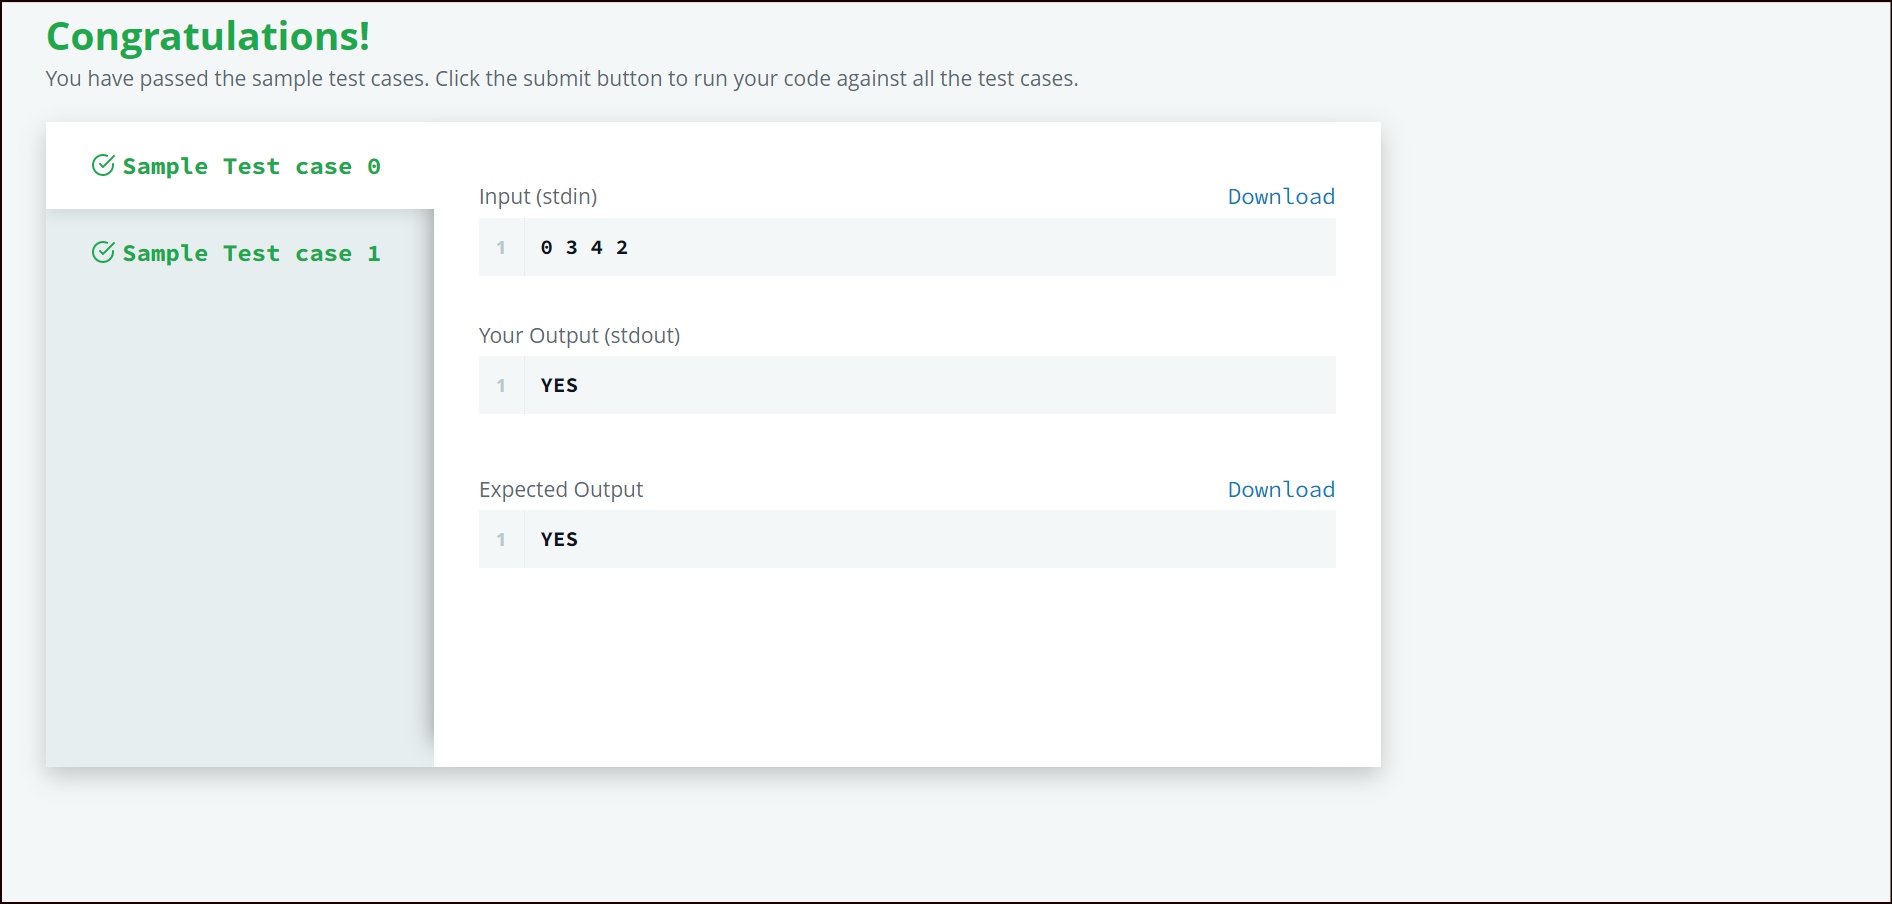 Congratulations!
You have passed the sample test cases. Click the submit button to run your code against all the test cases.
Sample Test case 0
Sample Test case 1
Input (stdin)
Download
1 0 3 4 2
Your Output (stdout)
1 YES
Expected Output
Download
1 YES